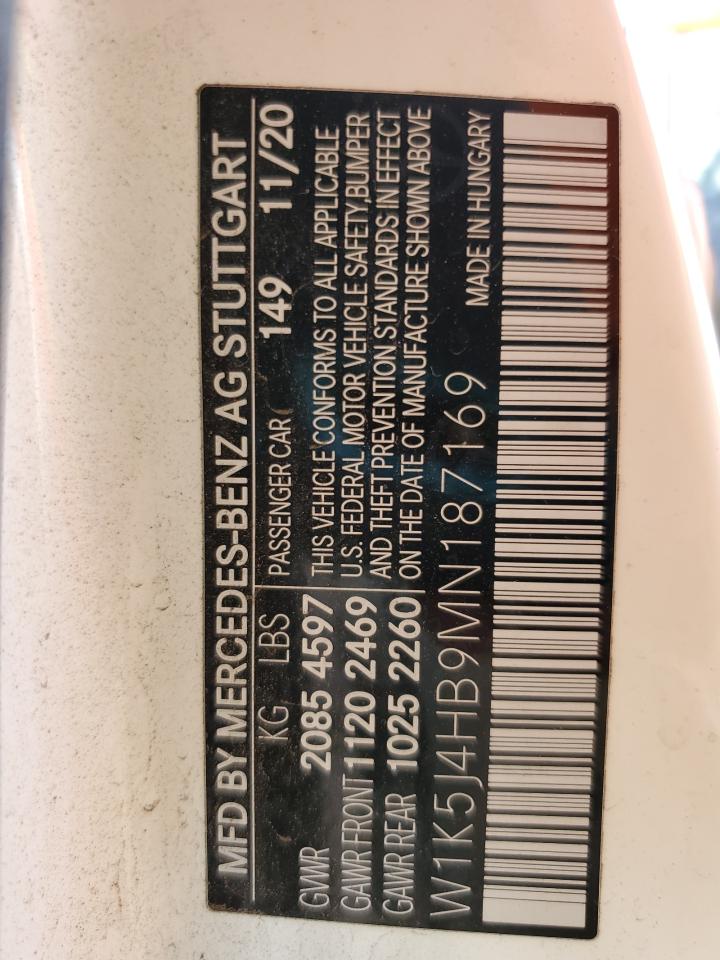 MFD BY MERCEDES-BENZ AG STUTTGART
KG LBS
GWWR 2085 4597
GAWR FRONT 1120 2469
GAWR REAR 1025 2260
PASSENGER CAR 149 11/20
THIS VEHICLE CONFORMS TO ALL APPLICABLE
U.S. FEDERAL MOTOR VEHICLE SAFETY,BUMPER
AND THEFT PREVENTION STANDARDS IN EFFECT
ON THE DATE OF MANUFACTURE SHOWN ABOVE
W1K5J4HB9MN187169
MADE IN HUNGARY